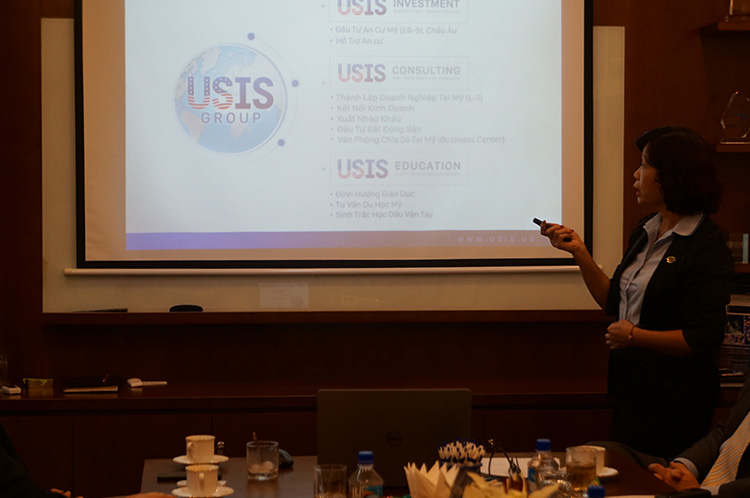 USIS INVESTMENT
• Đầu Tư An Cư Mỹ (EB-5), Châu Âu
• Hỗ Trợ An cư
USIS
GROUP
USIS CONSULTING
• Thành Lập Doanh Nghiệp Tại Mỹ (L-1)
• Kết Nối Kinh Doanh
• Xuất Nhập Khẩu
• Đầu Tư Bất Động Sản
• Văn Phòng Chia Sẻ Tại Mỹ (Business Center)
USIS EDUCATION
• Định Hướng Giáo Dục
• Tư Vấn Du Học Mỹ
• Sinh Trắc Học Dấu Vân Tay
WWW.USIS.US